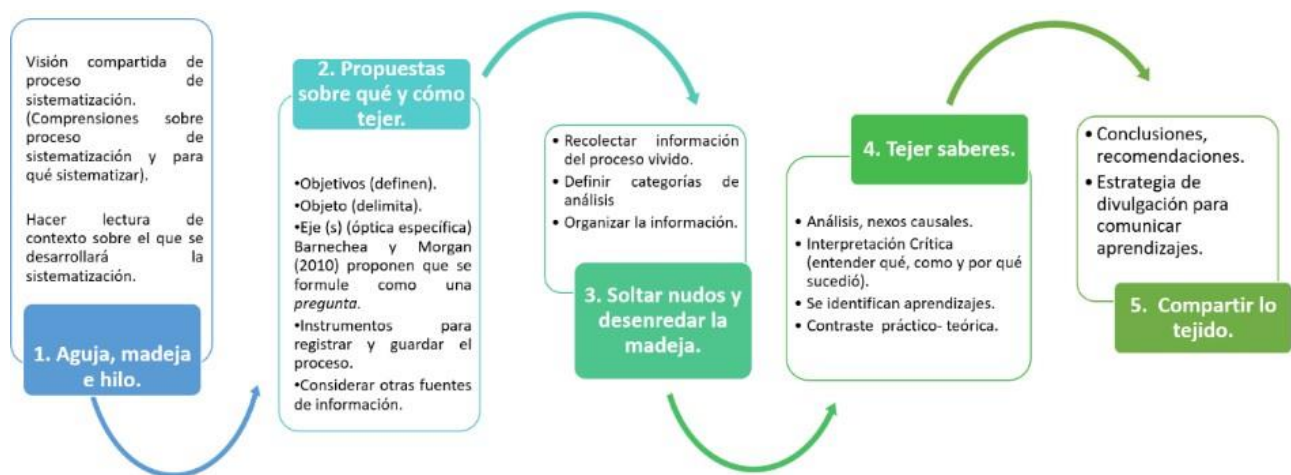 Visión compartida de
proceso de
sistematización.
(Comprensiones sobre
proceso de
sistematización y para
qué sistematizar).
Hacer lectura de
contexto sobre el que se
desarrollará la
sistematización.
1. Aguja, madeja
e hilo.
2. Propuestas
sobre qué y cómo
tejer.
•Objetivos (definen).
•Objeto (delimita).
•Eje (s) (óptica específica)
Barnechea y Morgan
(2010) proponen que se
formule como una
pregunta.
•Instrumentos para
registrar y guardar el
proceso.
•Considerar otras fuentes
de información.
• Recolectar información
del proceso vivido.
• Definir categorías de
análisis
• Organizar la información.
3. Soltar nudos y
desenredar la
madeja.
4. Tejer saberes.
• Análisis, nexos causales.
• Interpretación Crítica
(entender qué, como y por qué
sucedió).
• Se identifican aprendizajes.
• Contraste práctico- teórica.
• Conclusiones,
recomendaciones.
• Estrategia de
divulgación para
comunicar
aprendizajes.
5. Compartir lo
tejido.